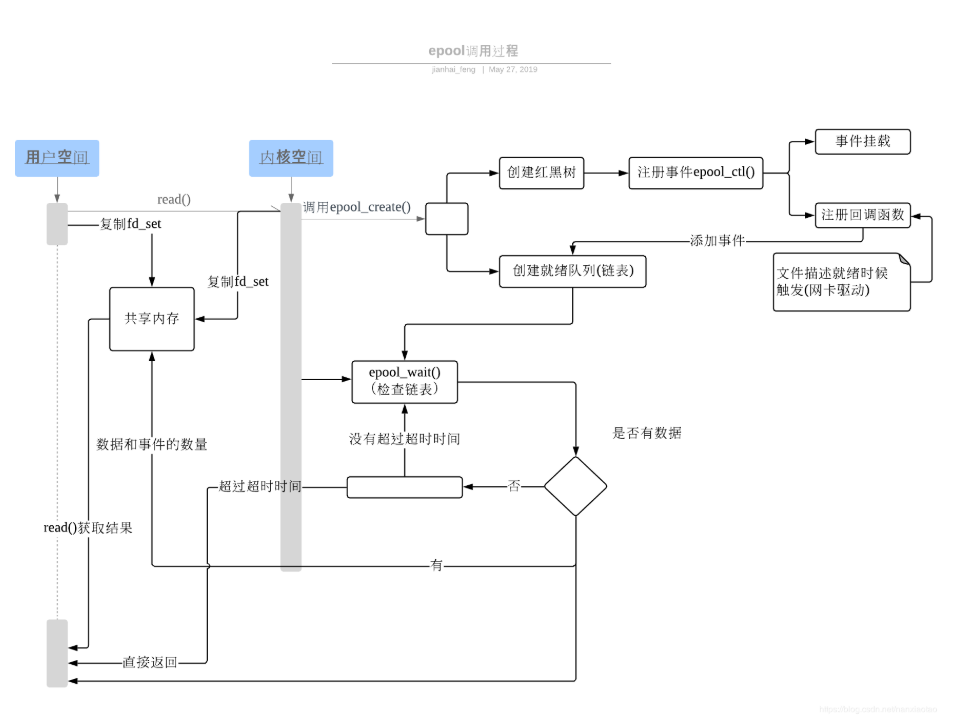 epool调用过程
jianhai_feng | May 27, 2019
用户空间
内核空间
事件挂载
创建红黑树
注册事件epool_ctl()
read()
调用epool_create()
注册回调函数
复制fd_set
添加事件
创建就绪队列(链表)
文件描述就绪时候
触发(网卡驱动)
复制fd_set
共享内存
epool_wait()
（检查链表）
没有超过超时时间
是否有数据
数据和事件的数量
超过超时时间
否
read()获取结果
有
直接返回